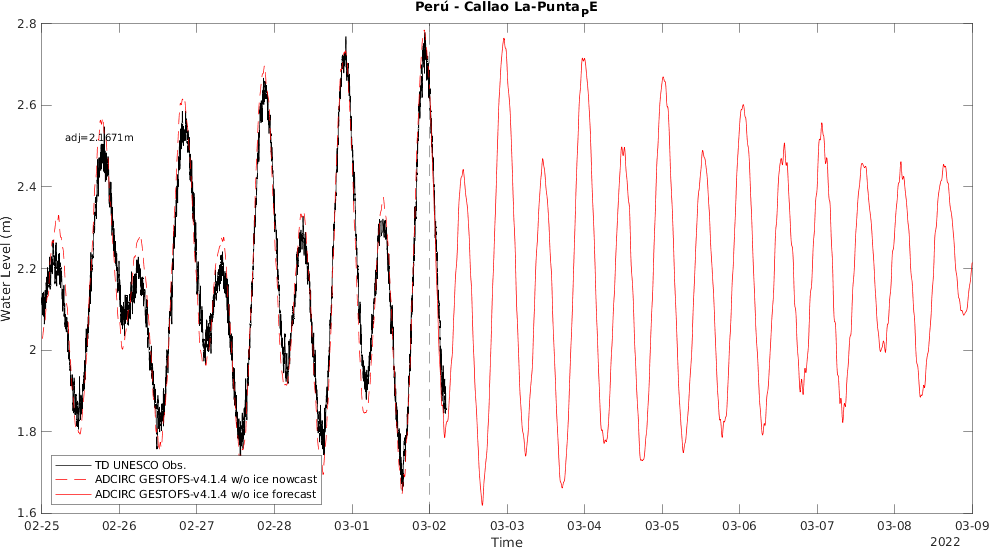 Perú - Callao La-PuntaPE
2.8
2.6
2.4
2.2
2
1.8
1.6
Water Level (m)
adj=2.1671m
TD UNESCO Obs.
ADCIRC GESTOFS-v4.1.4 w/o ice nowcast
ADCIRC GESTOFS-v4.1.4 w/o ice forecast
02-25 02-26 02-27 02-28 03-01 03-02 03-03 03-04 03-05 03-06 03-07 03-08 03-09
Time
2022